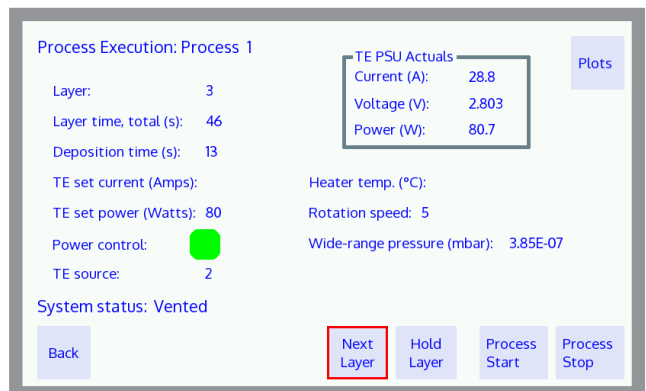 Process Execution: Process 1
Plots
TE PSU Actuals
Current (A): 28.8
Voltage (V): 2.803
Power (W): 80.7
Layer: 3
Layer time, total (s): 46
Deposition time (s): 13
TE set current (Amps):
Heater temp. (°C):
TE set power (Watts): 80
Rotation speed: 5
Power control:
Wide-range pressure (mbar): 3.85E-07
TE source: 2
System status: Vented
Back
Next Layer
Hold Layer
Process Start
Process Stop